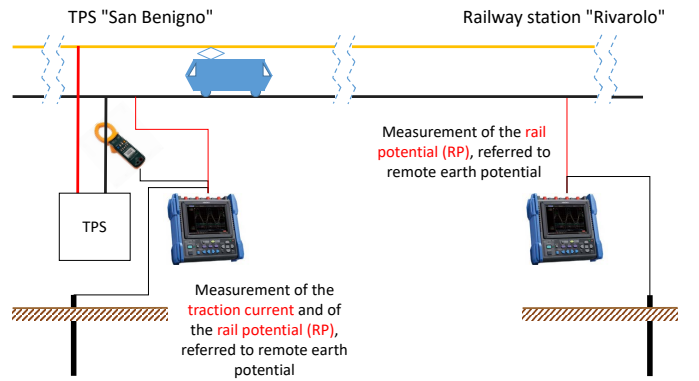 TPS "San Benigno"
Railway station "Rivarolo"
Measurement of the rail
potential (RP), referred to
remote earth potential
TPS
Measurement of the
traction current and of
the rail potential (RP),
referred to remote earth
potential